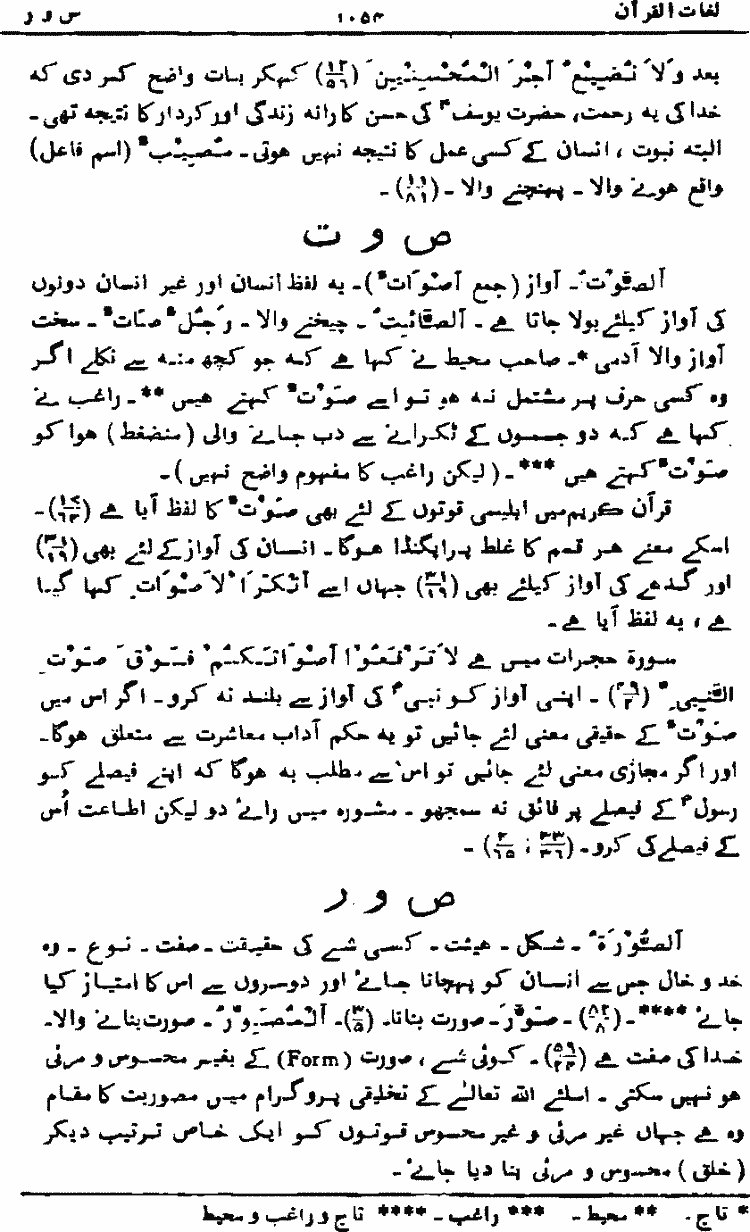 لغات القرآن ۱۰۵۴ س و ر
بعد وَلَا نُضِيْعُ اَجْرَ الْمُحْسِنِيْنَ (۱۲/۵۶) کہکر بات واضح کر دی کہ
خدا کی یہ رحمت، حضرت یوسفؑ کی حسن کارانہ زندگی اور کردار کا نتیجہ تھی۔
البتہ نبوت ، انسان کے کسی عمل کا نتیجہ نہیں ہوتی۔ مُصِیْبٌ (اسم فاعل)
واقع ہونے والا ۔ پہنچنے والا ۔ (۱۱/۸۱) ۔
ص و ت
اَلصَّوْتُ۔ آواز (جمع اَصْوَاتٌ)۔ یہ لفظ انسان اور غیر انسان دونوں
کی آواز کیلئے بولا جاتا ہے ۔ اَلصَّائِتُ ۔ چیخنے والا ۔ رَجُلٌ صَاتٌ ۔ سخت
آواز والا آدمی *۔ صاحب محیط نے کہا ہے کہ جو کچھ منہ سے نکلے اگر
وہ کسی حرف پر مشتمل نہ ہو تو اسے صَوْتٌ کہتے ہیں **۔ راغب نے
کہا ہے کہ دو جسموں کے ٹکرانے سے دب جانے والی (منضغط) ہوا کو
صَوْتٌ کہتے ہیں ***۔ (لیکن راغب کا مفہوم واضح نہیں )۔
قرآن کریم میں ابلیسی قوتوں کے لئے بھی صَوْتٌ کا لفظ آیا ہے (۱۷/۶۴)۔
اسکے معنے ہر قسم کا غلط پراپگنڈا ہوگا۔ انسان کی آواز کے لئے بھی (۳۱/۱۹)
اور گدھے کی آواز کیلئے بھی (۳۱/۱۹) جہاں اسے اَنْکَرَ الْاَصْوَاتِ کہا گیا
ہے ، یہ لفظ آیا ہے ۔
سورۃ حجرات میں ہے لَا تَرْفَعُوْا اَصْوَاتَکُمْ فَوْقَ صَوْتِ
النَّبِیِّ (۴۹/۲) ۔ اپنی آواز کو نبیؐ کی آواز سے بلند نہ کرو ۔ اگر اس میں
صَوْتٌ کے حقیقی معنی لئے جائیں تو یہ حکم آداب معاشرت سے متعلق ہوگا۔
اور اگر مجازی معنی لئے جائیں تو اس سے مطلب یہ ہوگا کہ اپنے فیصلے کو
رسولؐ کے فیصلے پر فائق نہ سمجھو ۔ مشورہ میں رائے دو لیکن اطاعت اُس
کے فیصلے کی کرو۔ (۳۳/۳۶ ؛ ۴/۶۵) ۔
ص و ر
اَلصُّوْرَةُ ۔ شکل ۔ ہیئت ۔ کسی شے کی حقیقت ۔ صفت ۔ نوع ۔ وہ
خد و خال جس سے انسان کو پہچانا جائے اور دوسروں سے اس کا امتیاز کیا
جائے ****۔ (۸۲/۸) ۔ صَوَّرَ ۔ صورت بنانا۔ (۳/۵)۔ اَلْمُصَوِّرُ ۔ صورت بنانے والا۔
خدا کی صفت ہے (۵۹/۲۴)۔ کوئی شے ، صورت (Form) کے بغیر محسوس و مرئی
ہو نہیں سکتی ۔ اسلئے اللہ تعالیٰ کے تخلیقی پروگرام میں مصوریت کا مقام
وہ ہے جہاں غیر مرئی و غیر محسوس قوتوں کو ایک خاص ترتیب دیکر
(خلق) محسوس و مرئی بنا دیا جائے ۔
* تاج ۔ ** محیط ۔ *** راغب ۔ **** تاج و راغب و محیط